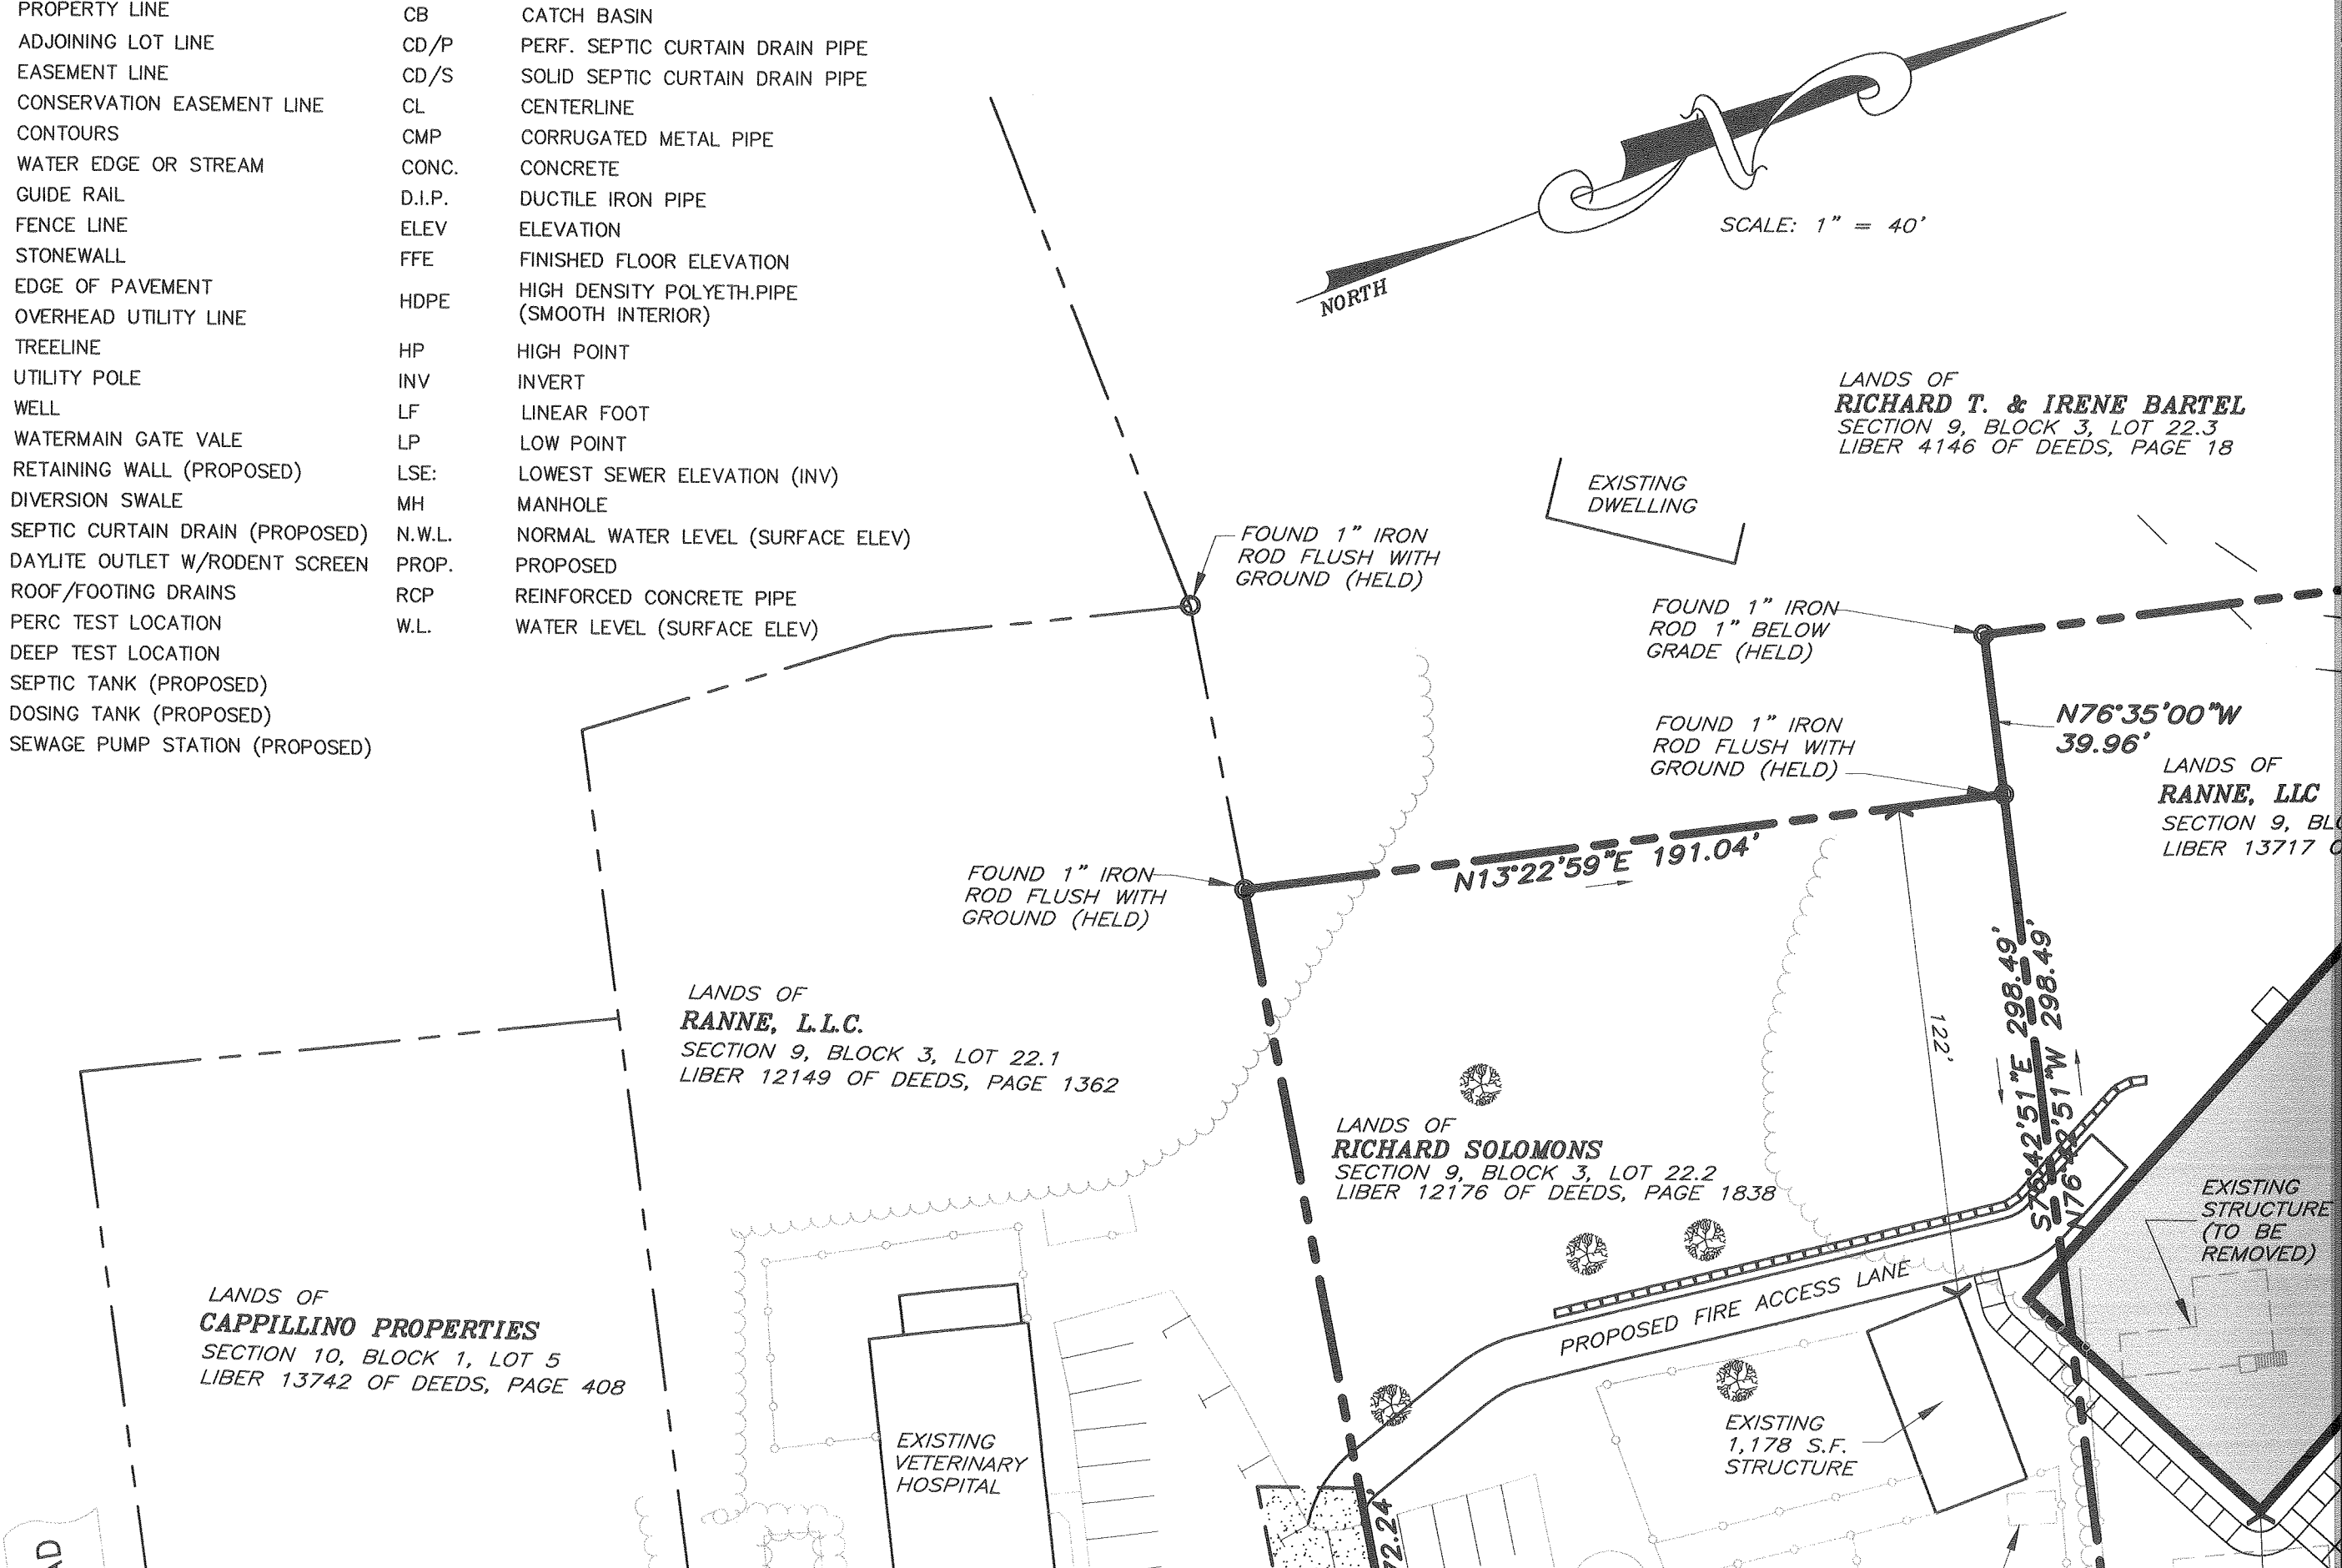 PROPERTY LINE
ADJOINING LOT LINE
EASEMENT LINE
CONSERVATION EASEMENT LINE
CONTOURS
WATER EDGE OR STREAM
GUIDE RAIL
FENCE LINE
STONEWALL
EDGE OF PAVEMENT
OVERHEAD UTILITY LINE
TREELINE
UTILITY POLE
WELL
WATERMAIN GATE VALE
RETAINING WALL (PROPOSED)
DIVERSION SWALE
SEPTIC CURTAIN DRAIN (PROPOSED)
DAYLITE OUTLET W/RODENT SCREEN
ROOF/FOOTING DRAINS
PERC TEST LOCATION
DEEP TEST LOCATION
SEPTIC TANK (PROPOSED)
DOSING TANK (PROPOSED)
SEWAGE PUMP STATION (PROPOSED)
CB CATCH BASIN
CD/P PERF. SEPTIC CURTAIN DRAIN PIPE
CD/S SOLID SEPTIC CURTAIN DRAIN PIPE
CL CENTERLINE
CMP CORRUGATED METAL PIPE
CONC. CONCRETE
D.I.P. DUCTILE IRON PIPE
ELEV ELEVATION
FFE FINISHED FLOOR ELEVATION
HDPE HIGH DENSITY POLYETH.PIPE
(SMOOTH INTERIOR)
HP HIGH POINT
INV INVERT
LF LINEAR FOOT
LP LOW POINT
LSE: LOWEST SEWER ELEVATION (INV)
MH MANHOLE
N.W.L. NORMAL WATER LEVEL (SURFACE ELEV)
PROP. PROPOSED
RCP REINFORCED CONCRETE PIPE
W.L. WATER LEVEL (SURFACE ELEV)
N
NORTH
SCALE: 1" = 40'
LANDS OF
RICHARD T. & IRENE BARTEL
SECTION 9, BLOCK 3, LOT 22.3
LIBER 4146 OF DEEDS, PAGE 18
EXISTING
DWELLING
FOUND 1" IRON
ROD FLUSH WITH
GROUND (HELD)
FOUND 1" IRON
ROD 1" BELOW
GRADE (HELD)
FOUND 1" IRON
ROD FLUSH WITH
GROUND (HELD)
N76°35'00"W
39.96'
LANDS OF
RANNE, LLC
SECTION 9,
LIBER 13717
FOUND 1" IRON
ROD FLUSH WITH
GROUND (HELD)
N13°22'59"E 191.04'
S76°42'51"E 298.49'
N76°42'51"W 298.49'
122'
LANDS OF
RANNE, L.L.C.
SECTION 9, BLOCK 3, LOT 22.1
LIBER 12149 OF DEEDS, PAGE 1362
LANDS OF
RICHARD SOLOMONS
SECTION 9, BLOCK 3, LOT 22.2
LIBER 12176 OF DEEDS, PAGE 1838
EXISTING
STRUCTURE
(TO BE
REMOVED)
PROPOSED FIRE ACCESS LANE
LANDS OF
CAPPILLINO PROPERTIES
SECTION 10, BLOCK 1, LOT 5
LIBER 13742 OF DEEDS, PAGE 408
EXISTING
VETERINARY
HOSPITAL
EXISTING
1,178 S.F.
STRUCTURE
72.24'
AD